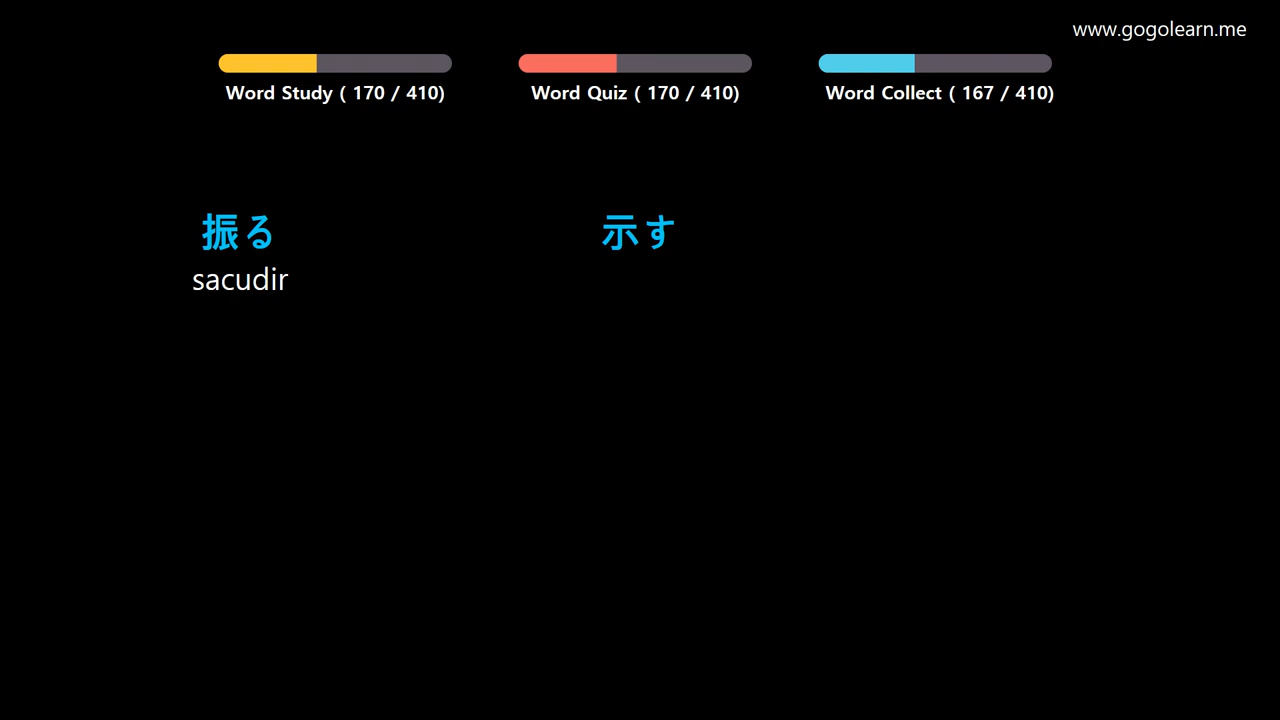 www.gogolearn.me
Word Study ( 170 / 410)
Word Quiz ( 170 / 410)
Word Collect ( 167 / 410)
振る
示す
sacudir